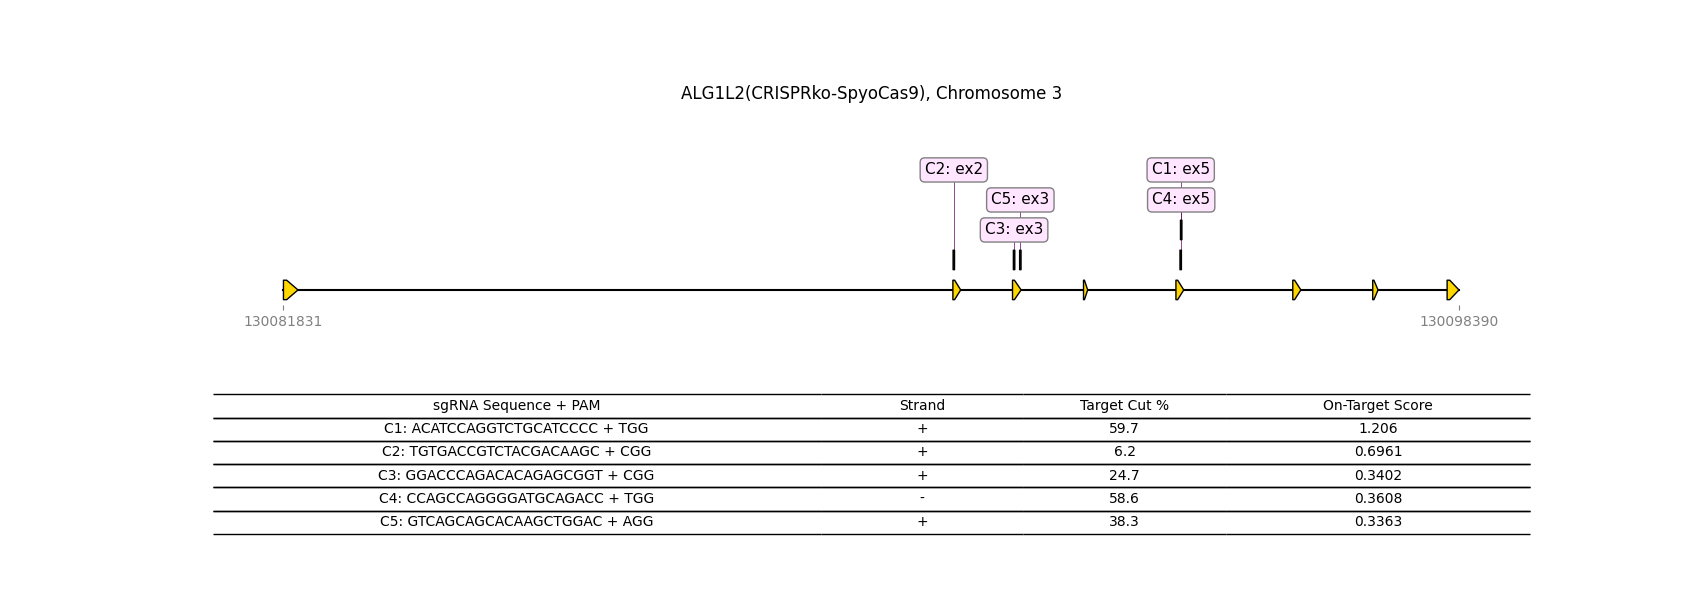 ALG1L2(CRISPRko-SpyoCas9), Chromosome 3
C2: ex2
C1: ex5
C5: ex3
C4: ex5
C3: ex3
130081831
130098390
sgRNA Sequence + PAM Strand Target Cut % On-Target Score
C1: ACATCCAGGTCTGCATCCCC + TGG + 59.7 1.206
C2: TGTGACCGTCTACGACAAGC + CGG + 6.2 0.6961
C3: GGACCCAGACACAGAGCGGT + CGG + 24.7 0.3402
C4: CCAGCCAGGGGATGCAGACC + TGG - 58.6 0.3608
C5: GTCAGCAGCACAAGCTGGAC + AGG + 38.3 0.3363